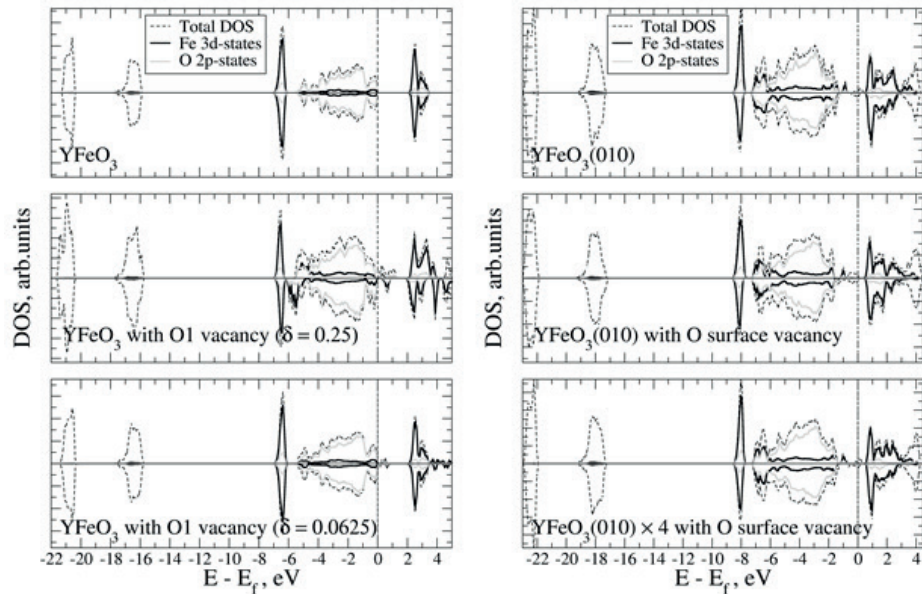 Total DOS
Fe 3d-states
O 2p-states
YFeO₃
Total DOS
Fe 3d-states
O 2p-states
YFeO₃(010)
DOS, arb.units
YFeO₃ with O1 vacancy (δ = 0.25)
DOS, arb.units
YFeO₃(010) with O surface vacancy
YFeO₃ with O1 vacancy (δ = 0.0625)
YFeO₃(010) × 4 with O surface vacancy
-22 -20 -18 -16 -14 -12 -10 -8 -6 -4 -2 0 2 4
E - E_f , eV
-22 -20 -18 -16 -14 -12 -10 -8 -6 -4 -2 0 2 4
E - E_f , eV